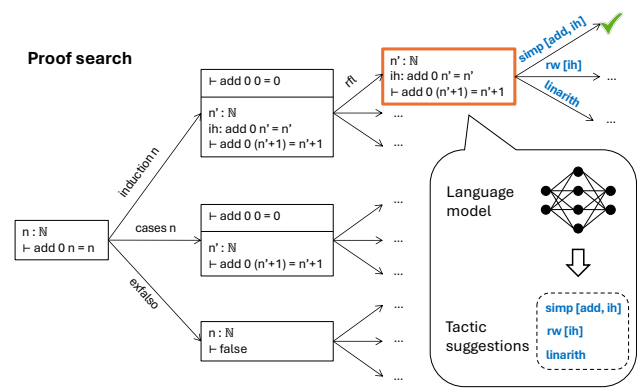 Proof search
n : ℕ
⊢ add 0 n = n
induction n
cases n
exfalso
⊢ add 0 0 = 0
n' : ℕ
ih: add 0 n' = n'
⊢ add 0 (n'+1) = n'+1
⊢ add 0 0 = 0
n' : ℕ
⊢ add 0 (n'+1) = n'+1
n : ℕ
⊢ false
rfl
...
...
...
...
...
...
...
...
n' : ℕ
ih: add 0 n' = n'
⊢ add 0 (n'+1) = n'+1
simp [add, ih]
rw [ih]
linarith
...
...
Language
model
Tactic
suggestions
simp [add, ih]
rw [ih]
linarith